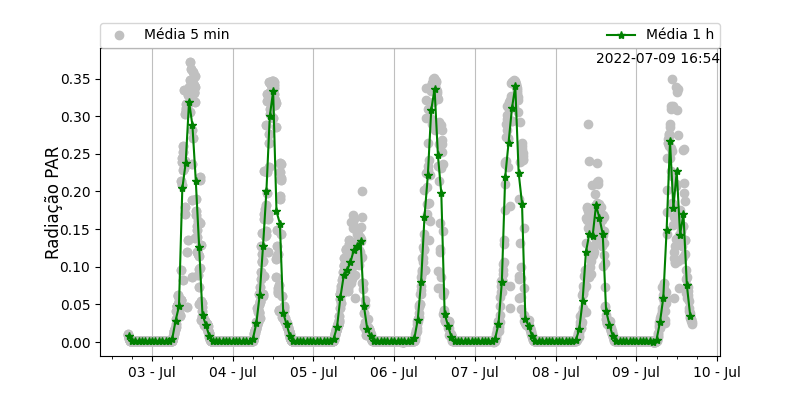 Média 5 min
Média 1 h
2022-07-09 16:54
Radiação PAR
0.35
0.30
0.25
0.20
0.15
0.10
0.05
0.00
03 - Jul
04 - Jul
05 - Jul
06 - Jul
07 - Jul
08 - Jul
09 - Jul
10 - Jul